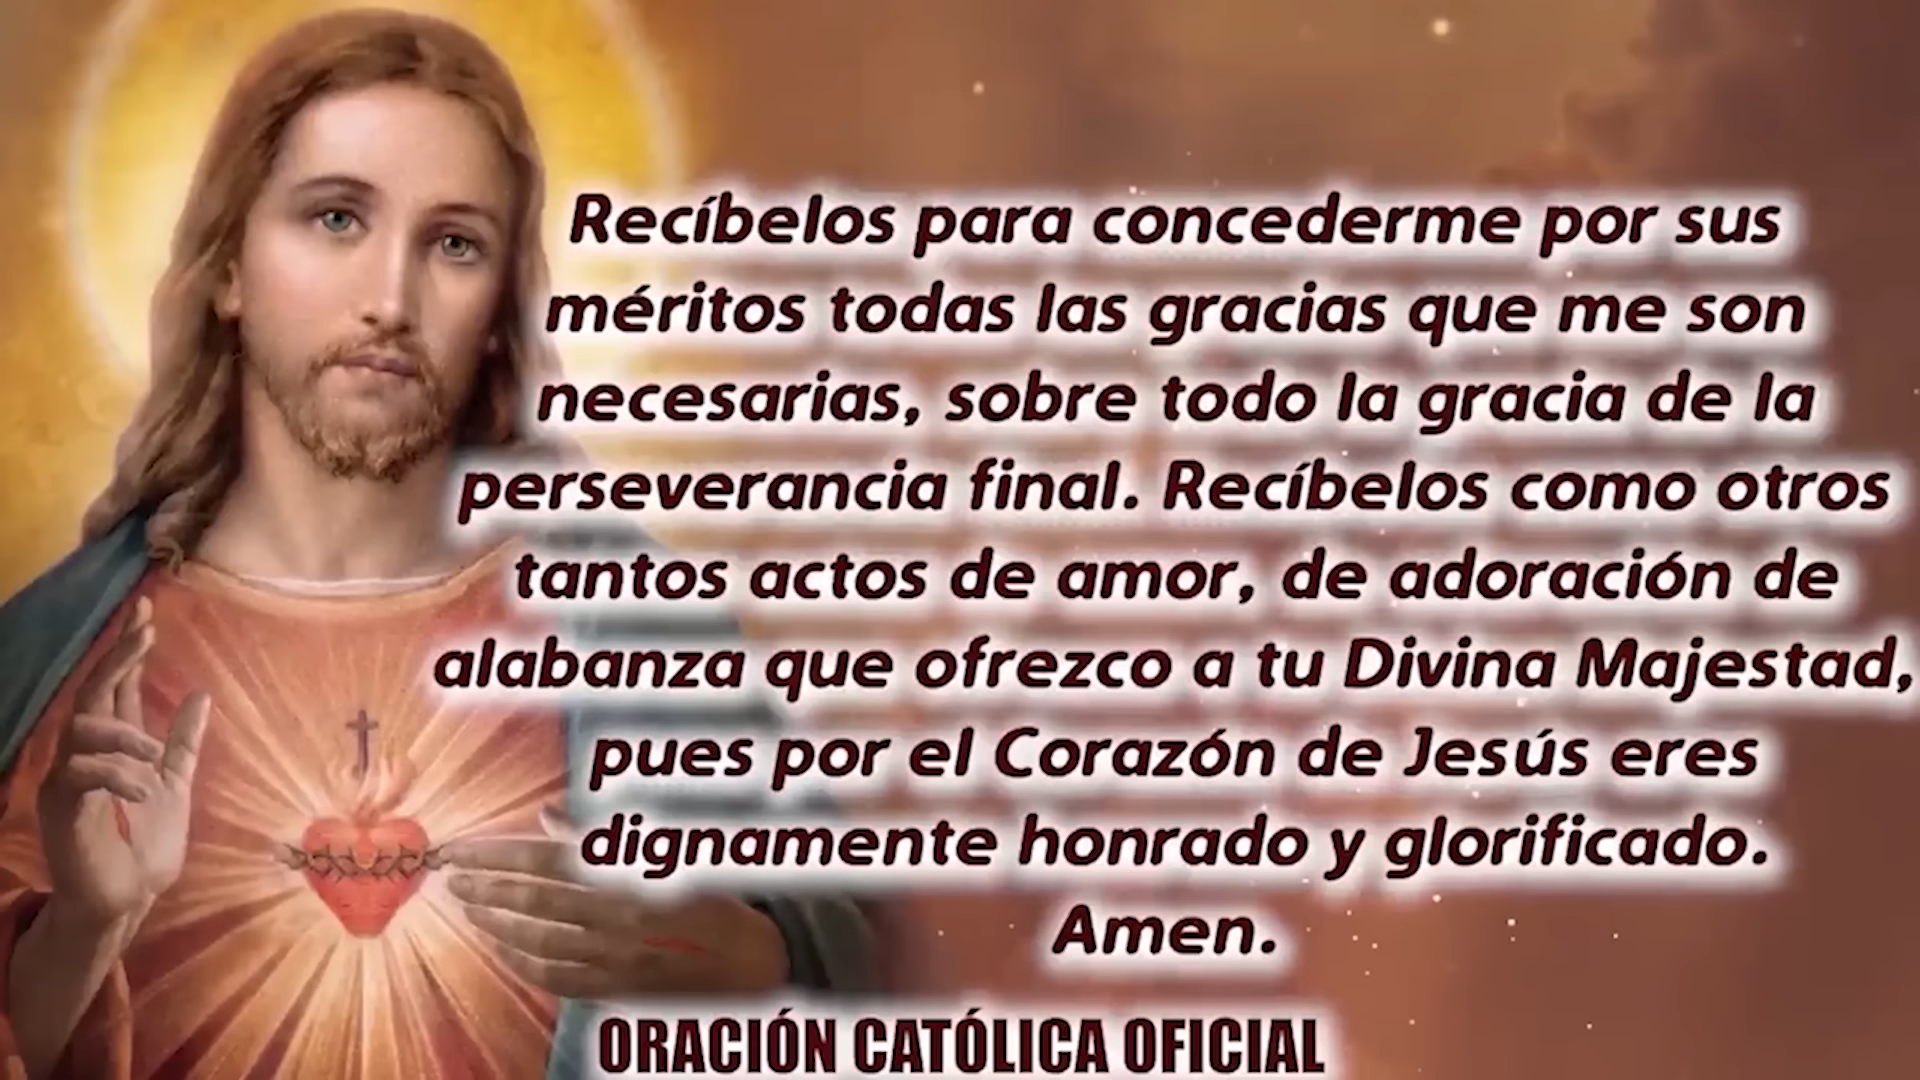 Recíbelos para concederme por sus
méritos todas las gracias que me son
necesarias, sobre todo la gracia de la
perseverancia final. Recíbelos como otros
tantos actos de amor, de adoración de
alabanza que ofrezco a tu Divina Majestad,
pues por el Corazón de Jesús eres
dignamente honrado y glorificado.
Amen.
ORACIÓN CATÓLICA OFICIAL